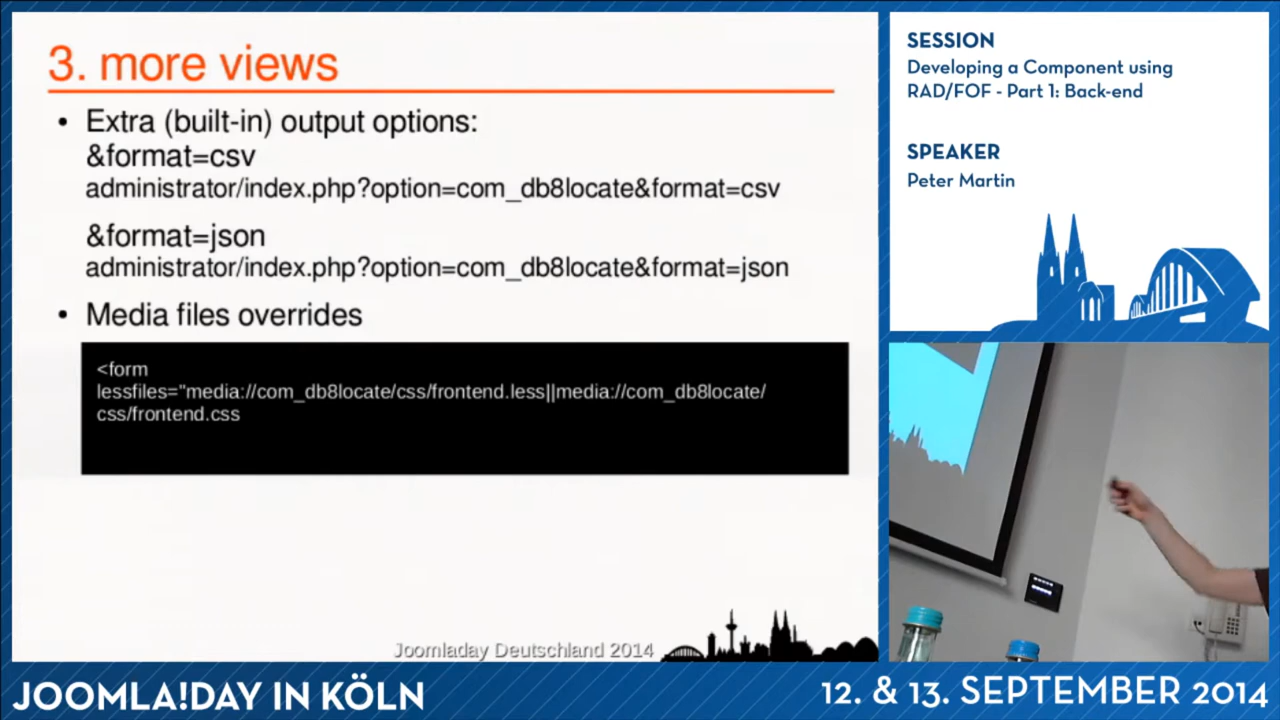 3. more views
• Extra (built-in) output options:
&format=csv
administrator/index.php?option=com_db8locate&format=csv
&format=json
administrator/index.php?option=com_db8locate&format=json
• Media files overrides
<form
lessfiles="media://com_db8locate/css/frontend.less||media://com_db8locate/
css/frontend.css
Joomladay Deutschland 2014
SESSION
Developing a Component using
RAD/FOF - Part 1: Back-end
SPEAKER
Peter Martin
JOOMLA!DAY IN KÖLN
12. & 13. SEPTEMBER 2014